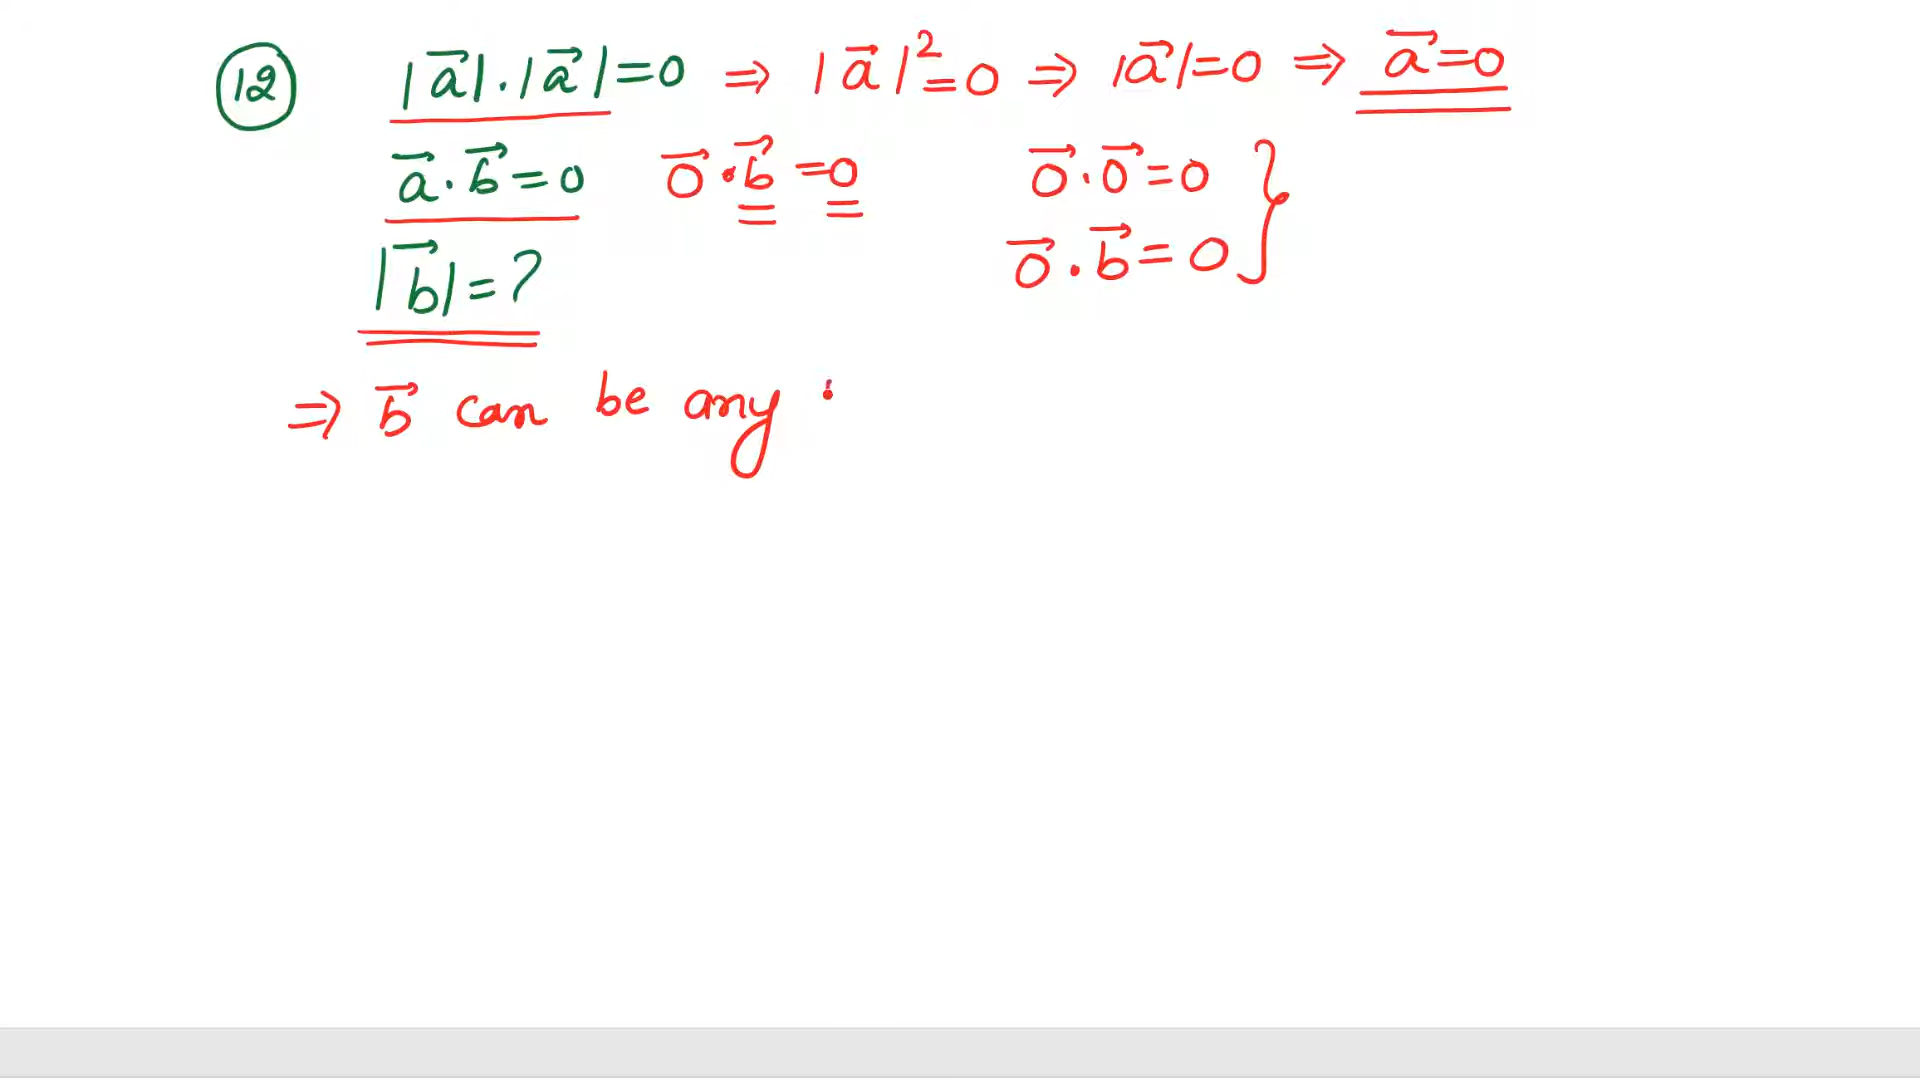 12 |a⃗|.|a⃗|=0 ⇒ |a⃗|²=0 ⇒ |a⃗|=0 ⇒ a⃗=0
a⃗.b⃗=0 0⃗.b⃗=0 0⃗.0⃗=0 }
|b⃗|=? 0⃗.b⃗=0
⇒ b⃗ can be any